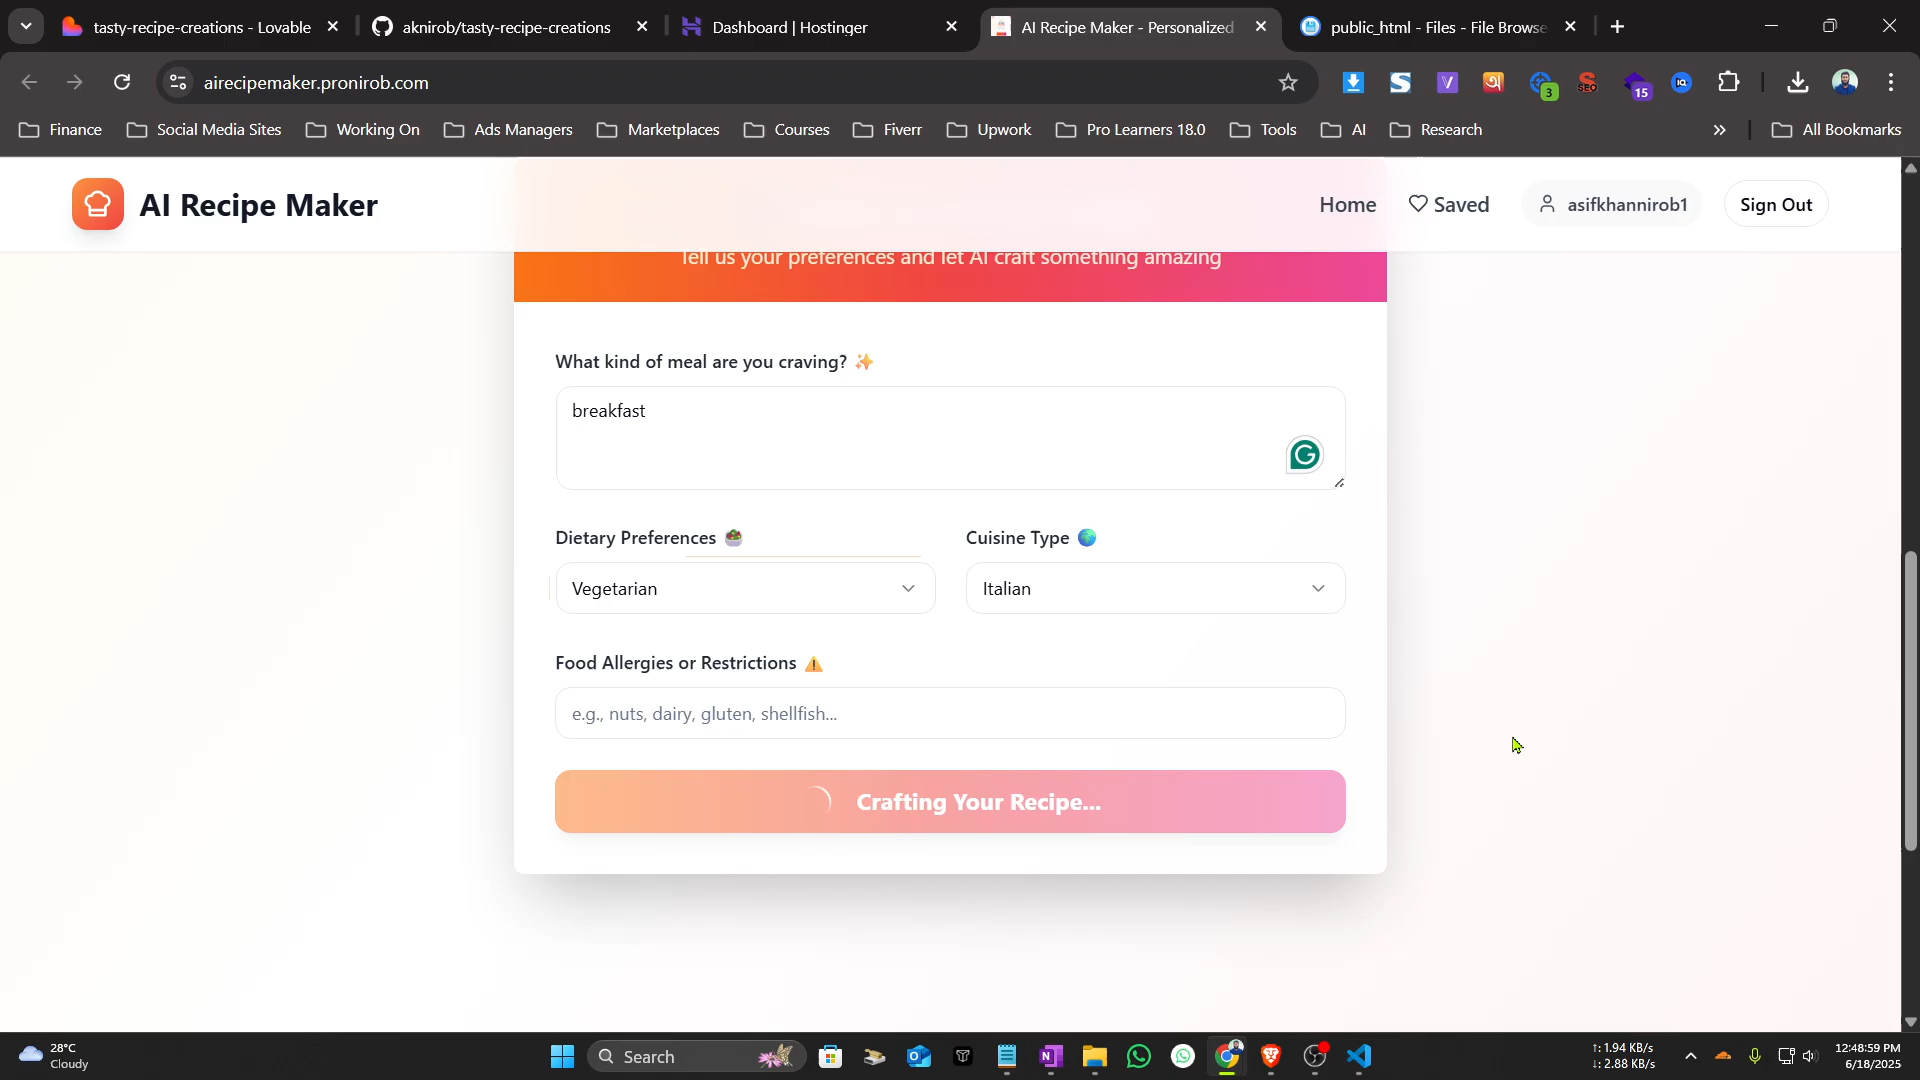 tasty-recipe-creations - Lovable
aknirob/tasty-recipe-creations
Dashboard | Hostinger
AI Recipe Maker - Personalized
public_html - Files - File Browse
airecipemaker.pronirob.com
3
SEO
15
IQ
Finance
Social Media Sites
Working On
Ads Managers
Marketplaces
Courses
Fiverr
Upwork
Pro Learners 18.0
Tools
AI
Research
All Bookmarks
AI Recipe Maker
Home
Saved
asifkhannirob1
Sign Out
Tell us your preferences and let AI craft something amazing
What kind of meal are you craving? ✨
breakfast
Dietary Preferences 🥗
Cuisine Type 🌍
Vegetarian
Italian
Food Allergies or Restrictions ⚠️
e.g., nuts, dairy, gluten, shellfish...
Crafting Your Recipe...
28°C
Cloudy
Search
↑: 1.94 KB/s
↓: 2.88 KB/s
12:48:59 PM
6/18/2025